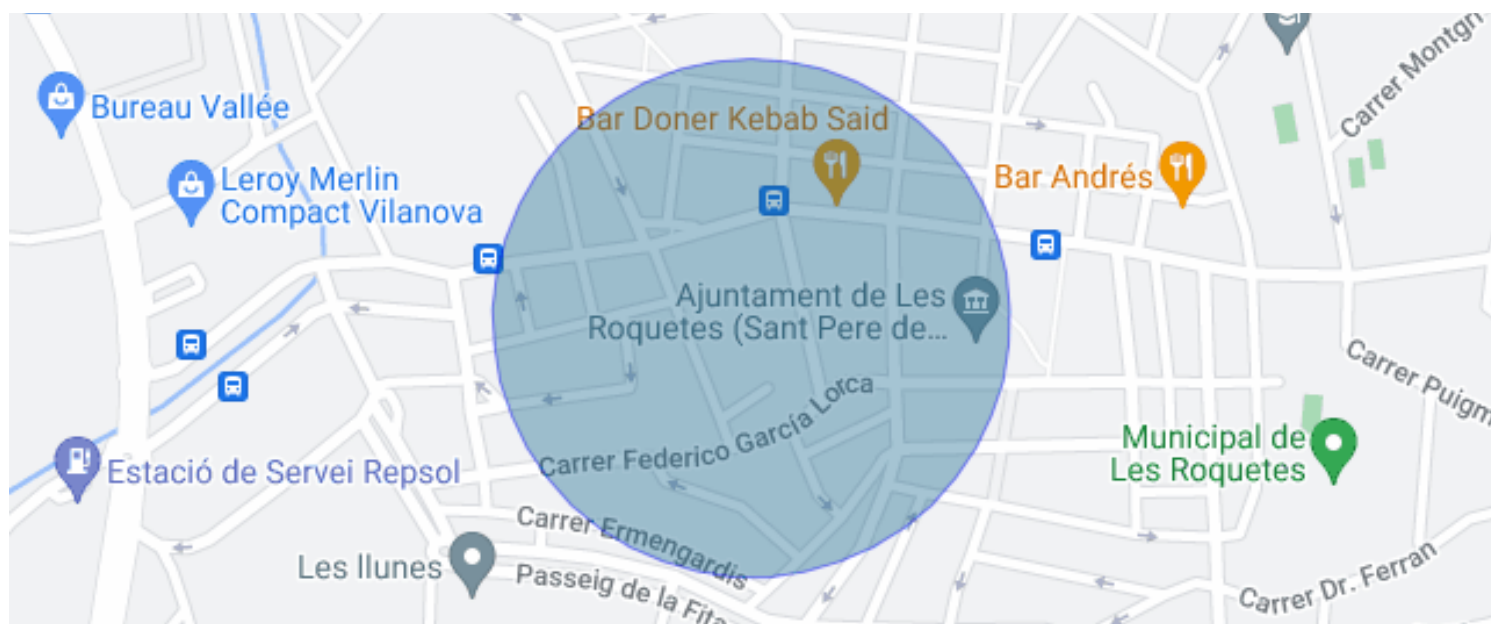 Carrer Montgrí
Bureau Vallée
Bar Doner Kebab Said
Leroy Merlin
Compact Vilanova
Bar Andrés
Ajuntament de Les
Roquetes (Sant Pere de...
Carrer Puigm
Carrer Federico García Lorca
Municipal de
Les Roquetes
Estació de Servei Repsol
Carrer Ermengardis
Les llunes
Passeig de la Fita
Carrer Dr. Ferran